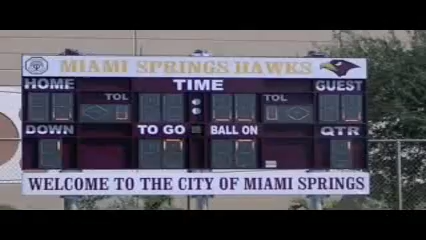 MIAMI SPRINGS HAWKS
HOME TIME GUEST
TOL TOL
DOWN TO GO BALL ON QTR
WELCOME TO THE CITY OF MIAMI SPRINGS